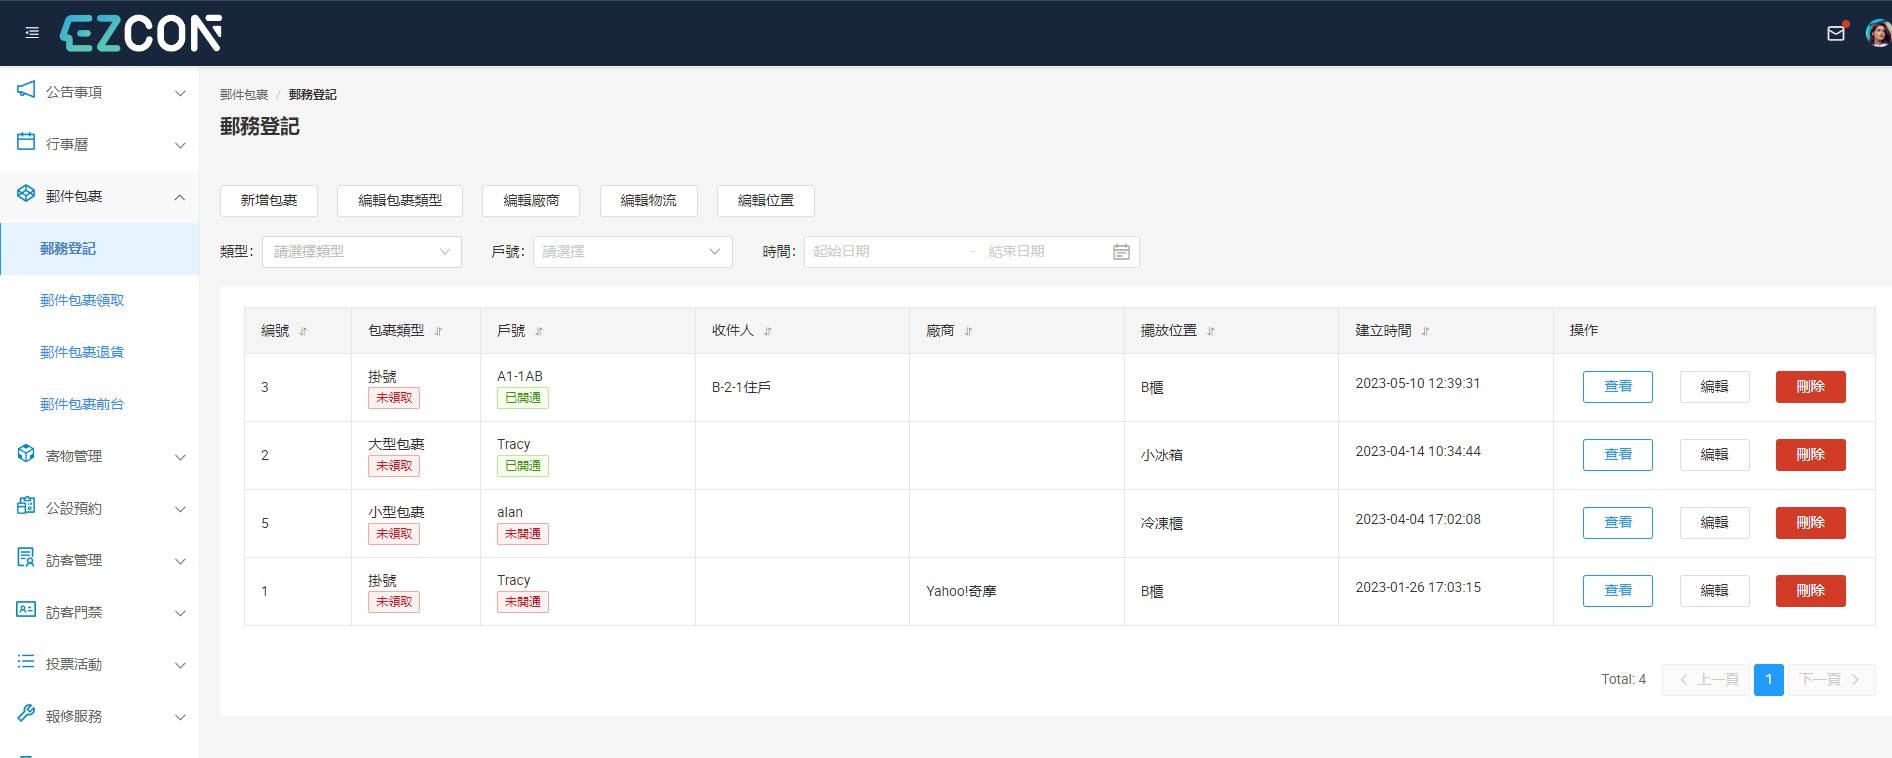 EZCON
公告事項
行事曆
郵件包裹
郵務登記
郵件包裹領取
郵件包裹退貨
郵件包裹前台
寄物管理
公設預約
訪客管理
訪客門禁
投票活動
報修服務
郵件包裹 / 郵務登記
郵務登記
新增包裹 編輯包裹類型 編輯廠商 編輯物流 編輯位置
類型: 請選擇類型 戶號: 請選擇 時間: 起始日期 - 結束日期
編號 包裹類型 戶號 收件人 廠商 擺放位置 建立時間 操作
3 掛號 未領取 A1-1AB 已開通 B-2-1住戶 B櫃 2023-05-10 12:39:31 查看 編輯 刪除
2 大型包裹 未領取 Tracy 已開通 小冰箱 2023-04-14 10:34:44 查看 編輯 刪除
5 小型包裹 未領取 alan 未開通 冷凍櫃 2023-04-04 17:02:08 查看 編輯 刪除
1 掛號 未領取 Tracy 未開通 Yahoo!奇摩 B櫃 2023-01-26 17:03:15 查看 編輯 刪除
Total: 4 上一頁 1 下一頁